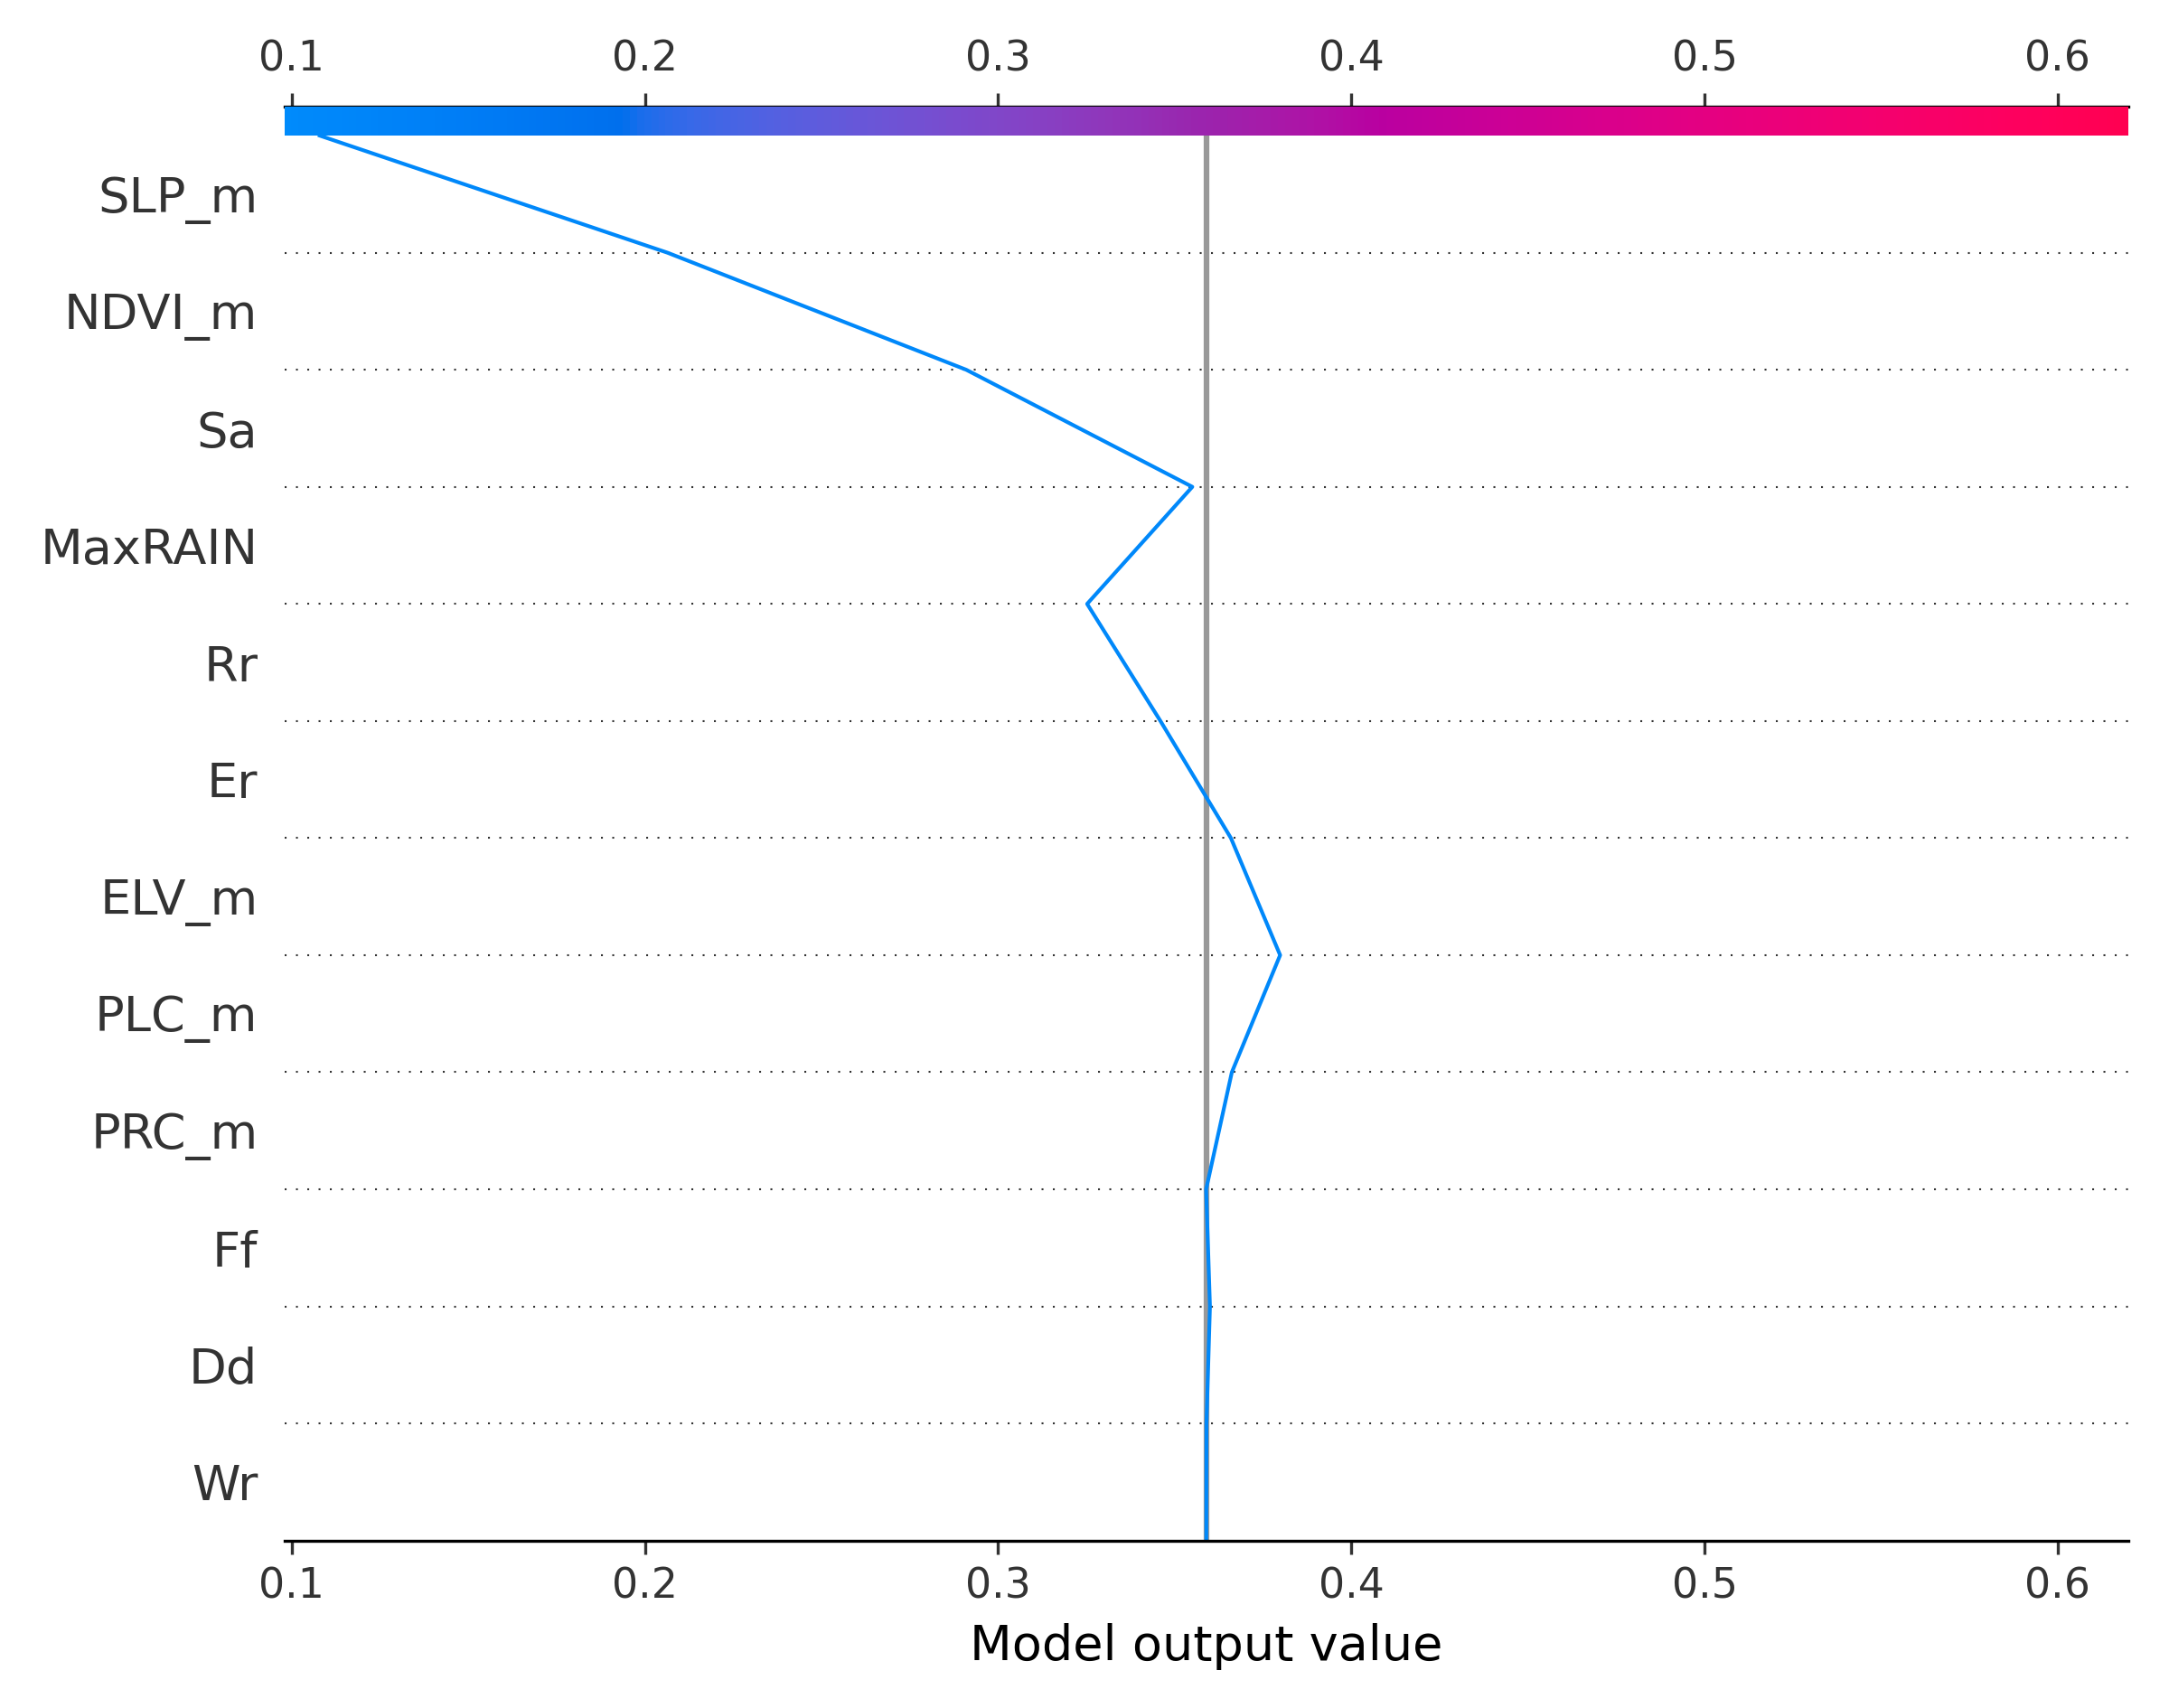 0.1 0.2 0.3 0.4 0.5 0.6
SLP_m
NDVI_m
Sa
MaxRAIN
Rr
Er
ELV_m
PLC_m
PRC_m
Ff
Dd
Wr
0.1 0.2 0.3 0.4 0.5 0.6
Model output value